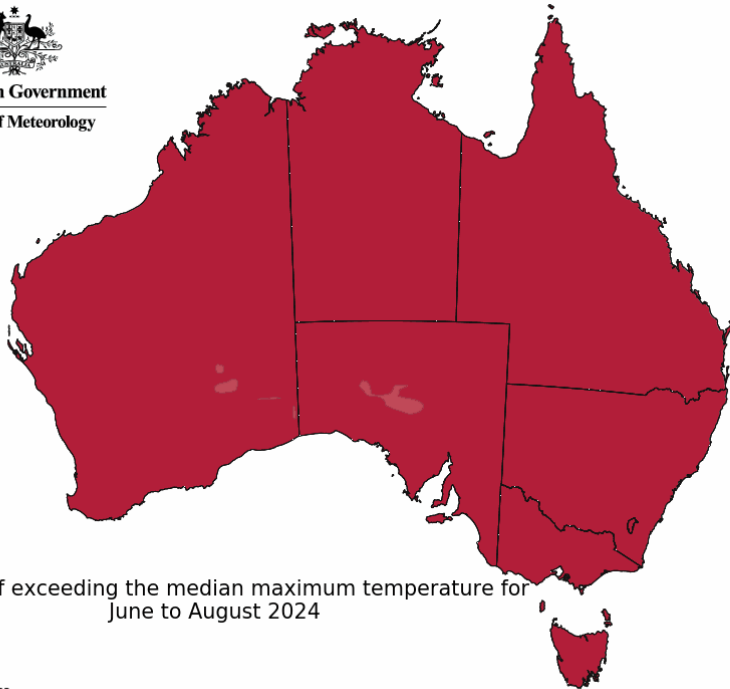 n Government
f Meteorology
f exceeding the median maximum temperature for
June to August 2024